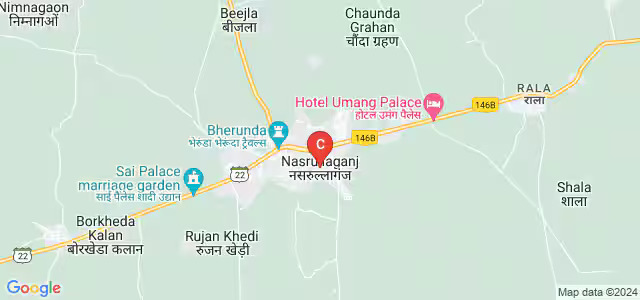 Nimnagaon
निम्नागओं
Beejla
बीजला
Chaunda
Grahan
चौंदा ग्रहण
Hotel Umang Palace
होटल उमंग पैलेस
146B
RALA
राला
Bherunda
भेरुंडा भेरूदा ट्रैवल्स
146B
C
Nasrullaganj
नसरुल्लागंज
Sai Palace
marriage garden
साई पैलेस शादी उद्यान
22
Shala
शाला
Borkheda
Kalan
बोरखेडा कलान
Rujan Khedi
रुजन खेड़ी
22
Google
Map data ©2024